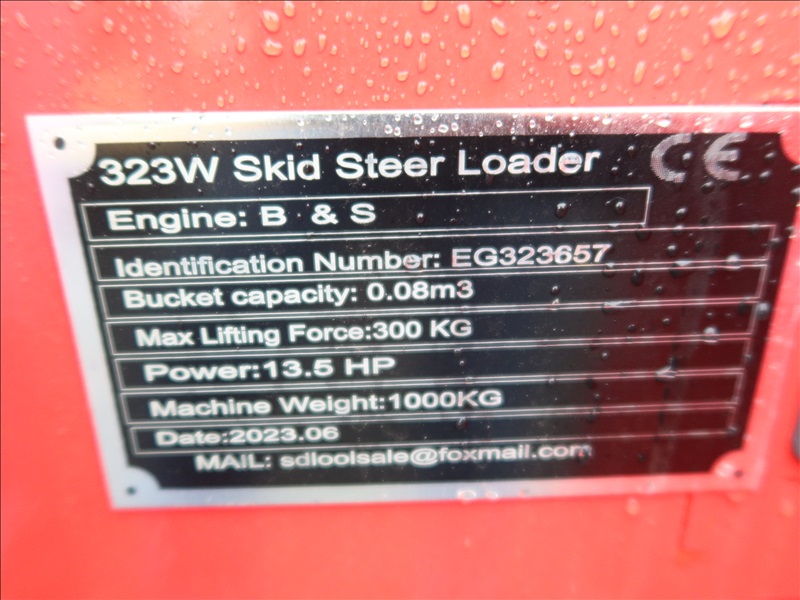 323W Skid Steer Loader CE
Engine: B & S
Identification Number: EG323657
Bucket capacity: 0.08m3
Max Lifting Force:300 KG
Power:13.5 HP
Machine Weight:1000KG
Date:2023.06
MAIL: sdloolsale@foxmail.com